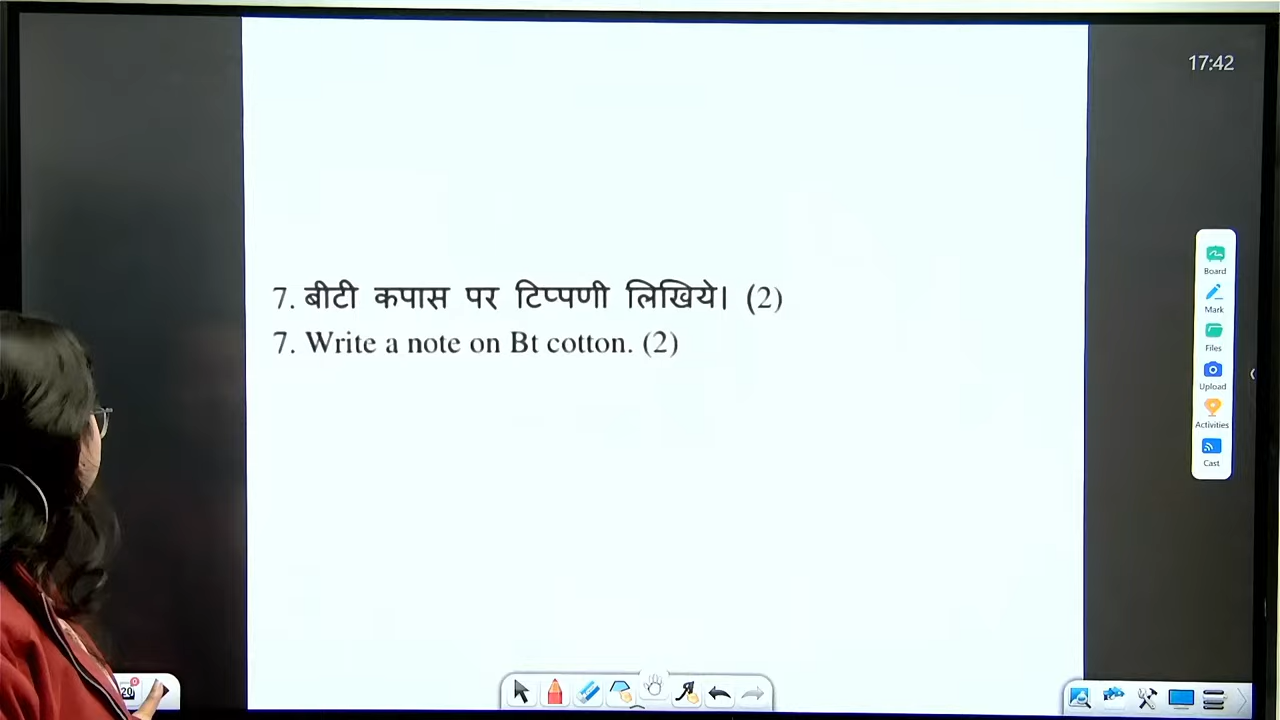 17:42
7. बीटी कपास पर टिप्पणी लिखिये। (2)
7. Write a note on Bt cotton. (2)
Board
Mark
Files
Upload
Activities
Cast
20